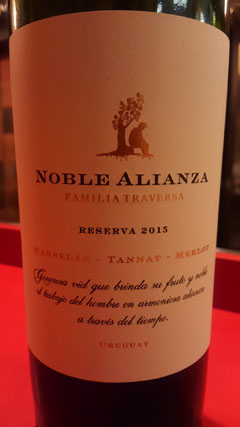 NOBLE ALIANZA
FAMILIA TRAVERSA
RESERVA 2015
MARSELÁN - TANNAT - MERLOT
Generosa vid que brinda su fruto y noble
el trabajo del hombre en armoniosa alianza
a través del tiempo.
URUGUAY